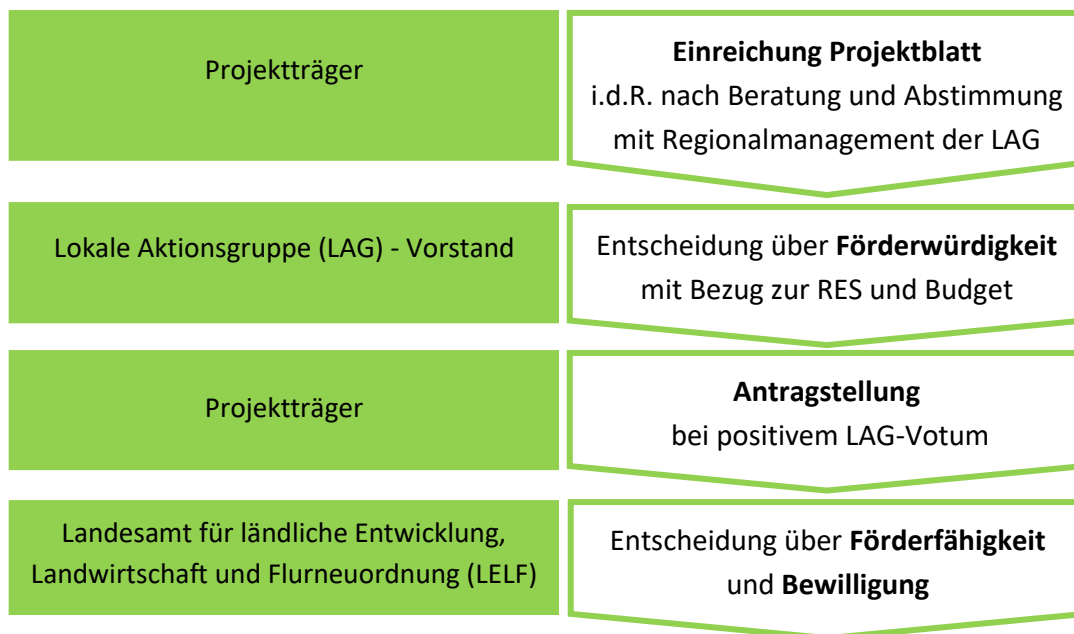 Projektträger
Einreichung Projektblatt
i.d.R. nach Beratung und Abstimmung
mit Regionalmanagement der LAG
Lokale Aktionsgruppe (LAG) - Vorstand
Entscheidung über Förderwürdigkeit
mit Bezug zur RES und Budget
Projektträger
Antragstellung
bei positivem LAG-Votum
Landesamt für ländliche Entwicklung,
Landwirtschaft und Flurneuordnung (LELF)
Entscheidung über Förderfähigkeit
und Bewilligung